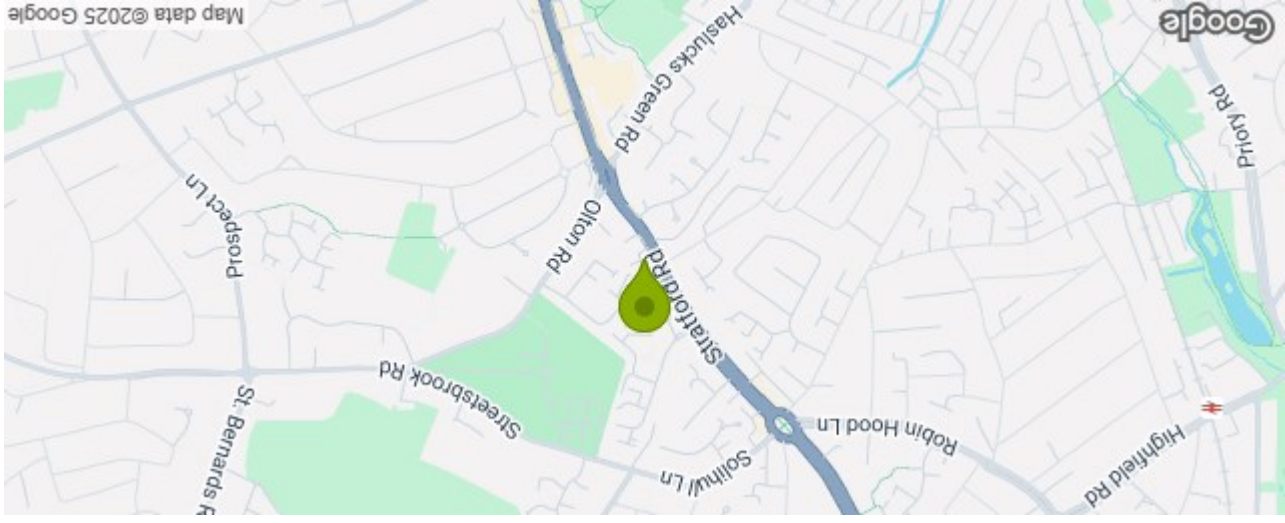 Highfield Rd
Solihull Ln
St. Bernards R
Robin Hood Ln
Streetsbrook Rd
Stratford Rd
Olton Rd
Prospect Ln
Priory Rd
Haslucks Green Rd
Google
Map data ©2025 Google